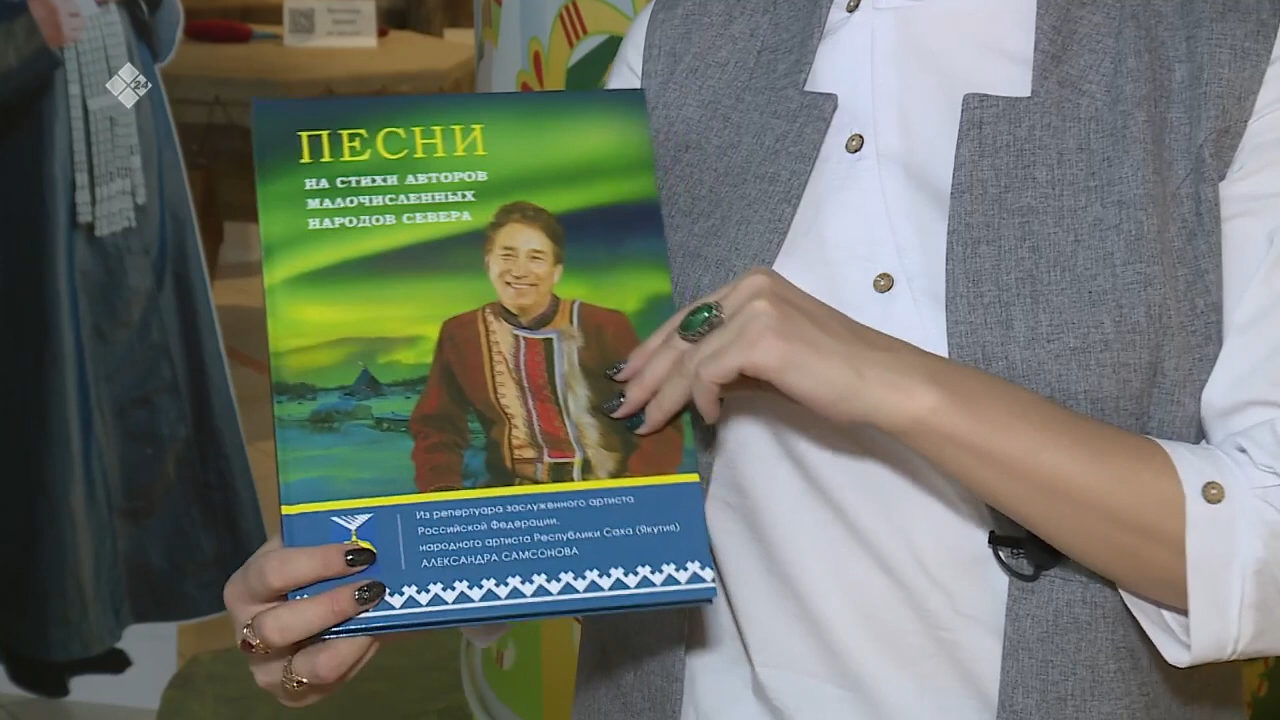 24
ПЕСНИ
НА СТИХИ АВТОРОВ
МАЛОЧИСЛЕННЫХ
НАРОДОВ СЕВЕРА
Из репертуара заслуженного артиста
Российской Федерации,
народного артиста Республики Саха (Якутия)
АЛЕКСАНДРА САМСОНОВА